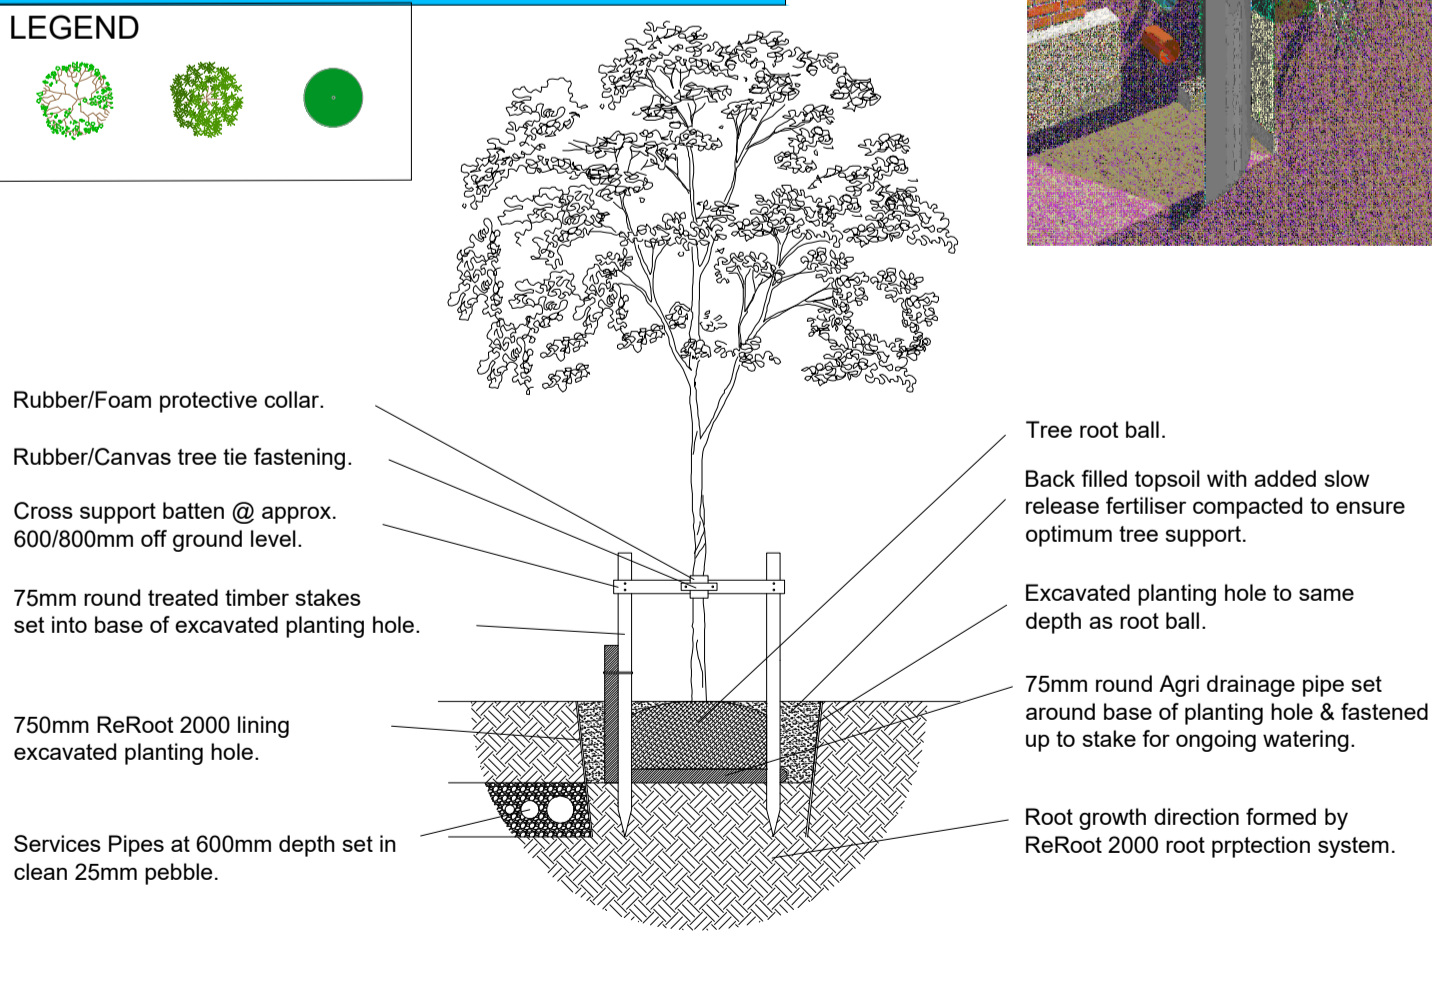 LEGEND
Rubber/Foam protective collar.
Rubber/Canvas tree tie fastening.
Cross support batten @ approx.
600/800mm off ground level.
75mm round treated timber stakes
set into base of excavated planting hole.
750mm ReRoot 2000 lining
excavated planting hole.
Services Pipes at 600mm depth set in
clean 25mm pebble.
Tree root ball.
Back filled topsoil with added slow
release fertiliser compacted to ensure
optimum tree support.
Excavated planting hole to same
depth as root ball.
75mm round Agri drainage pipe set
around base of planting hole & fastened
up to stake for ongoing watering.
Root growth direction formed by
ReRoot 2000 root prptection system.